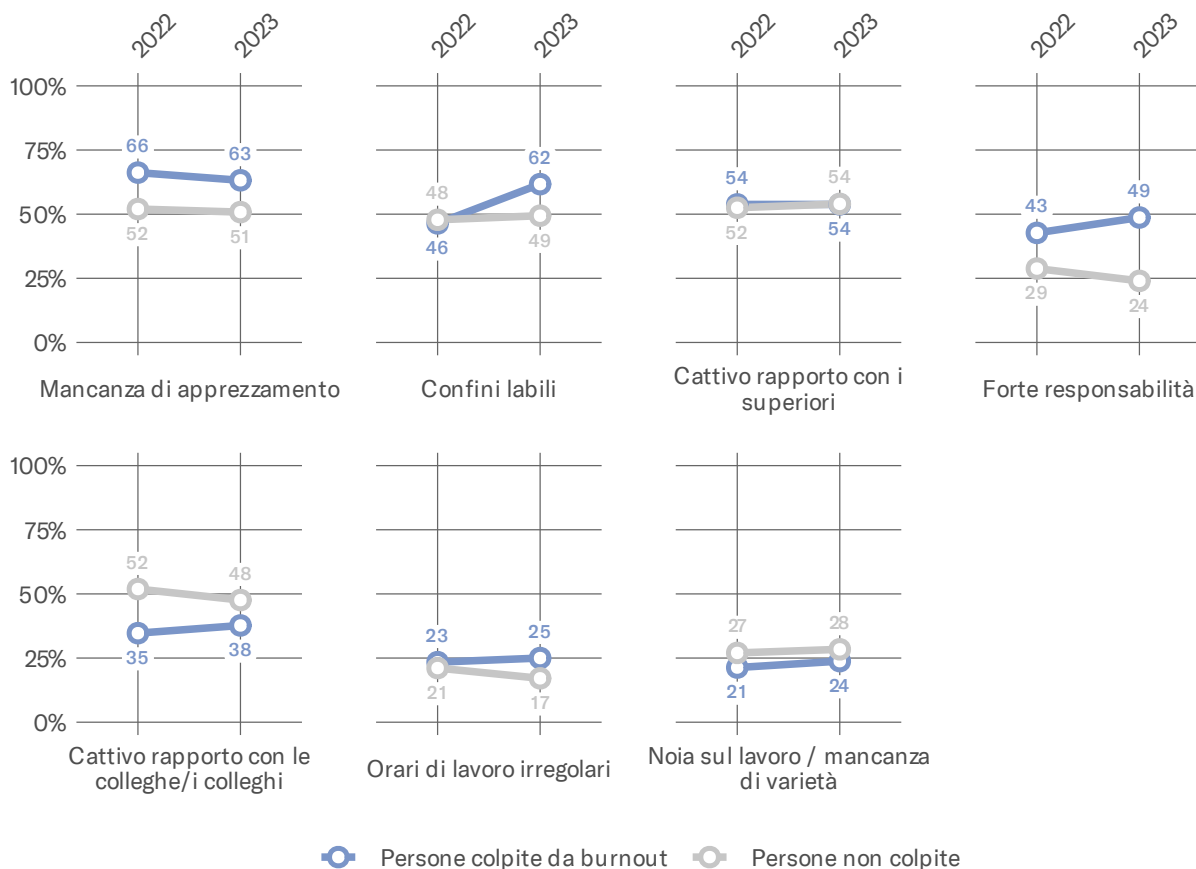 2022 2023 2022 2023 2022 2023 2022 2023
100%
75%
50%
25%
0%
66 63
52 51
Mancanza di apprezzamento
62
48
46 49
Confini labili
54 54
52 54
Cattivo rapporto con i
superiori
43 49
29 24
Forte responsabilità
100%
75%
50%
25%
0%
52 48
35 38
Cattivo rapporto con le
colleghe/i colleghi
23 25
21 17
Orari di lavoro irregolari
27 28
21 24
Noia sul lavoro / mancanza
di varietà
Persone colpite da burnout Persone non colpite